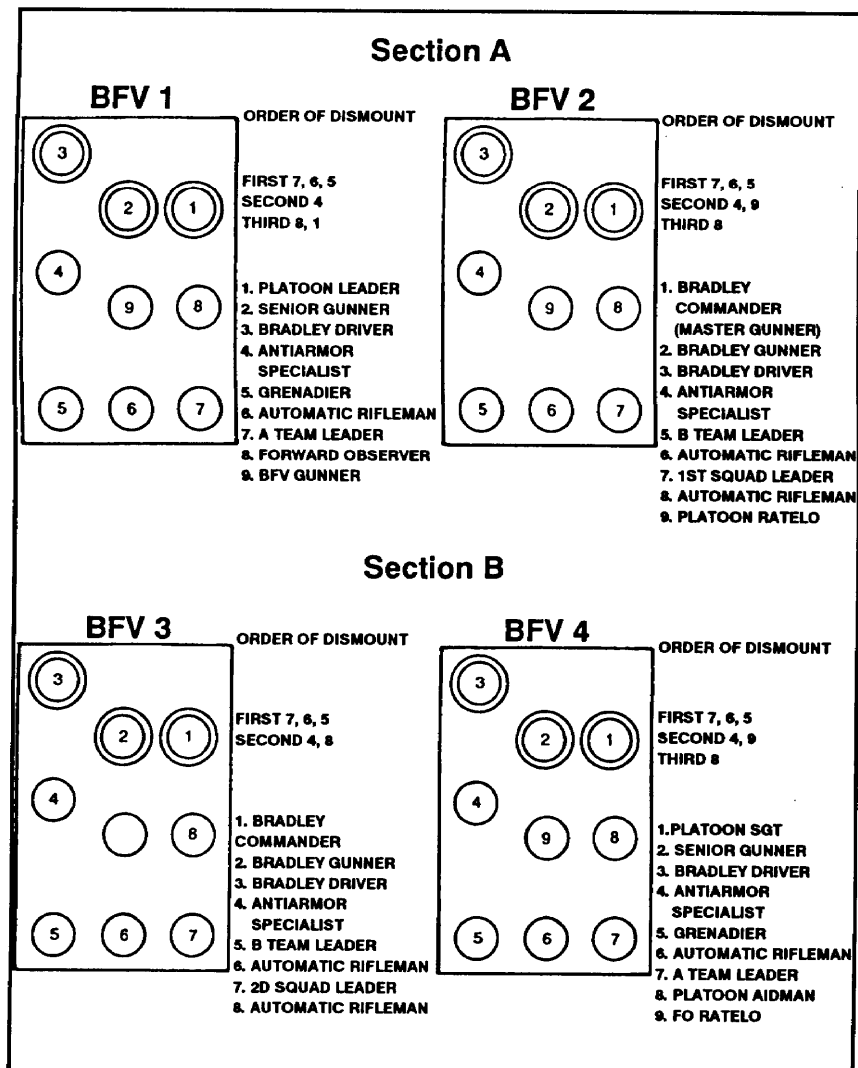 Section A
BFV 1
ORDER OF DISMOUNT
3
FIRST 7, 6, 5
SECOND 4
THIRD 8, 1
2
1
4
9
8
5
6
7
1. PLATOON LEADER
2. SENIOR GUNNER
3. BRADLEY DRIVER
4. ANTIARMOR
SPECIALIST
5. GRENADIER
6. AUTOMATIC RIFLEMAN
7. A TEAM LEADER
8. FORWARD OBSERVER
9. BFV GUNNER
BFV 2
ORDER OF DISMOUNT
3
FIRST 7, 6, 5
SECOND 4, 9
THIRD 8
2
1
4
9
8
5
6
7
1. BRADLEY
COMMANDER
(MASTER GUNNER)
2. BRADLEY GUNNER
3. BRADLEY DRIVER
4. ANTIARMOR
SPECIALIST
5. B TEAM LEADER
6. AUTOMATIC RIFLEMAN
7. 1ST SQUAD LEADER
8. AUTOMATIC RIFLEMAN
9. PLATOON RATELO
Section B
BFV 3
ORDER OF DISMOUNT
3
FIRST 7, 6, 5
SECOND 4, 8
2
1
4
8
5
6
7
1. BRADLEY
COMMANDER
2. BRADLEY GUNNER
3. BRADLEY DRIVER
4. ANTIARMOR
SPECIALIST
5. B TEAM LEADER
6. AUTOMATIC RIFLEMAN
7. 2D SQUAD LEADER
8. AUTOMATIC RIFLEMAN
BFV 4
ORDER OF DISMOUNT
3
FIRST 7, 6, 5
SECOND 4, 9
THIRD 8
2
1
4
9
8
5
6
7
1.PLATOON SGT
2. SENIOR GUNNER
3. BRADLEY DRIVER
4. ANTIARMOR
SPECIALIST
5. GRENADIER
6. AUTOMATIC RIFLEMAN
7. A TEAM LEADER
8. PLATOON AIDMAN
9. FO RATELO